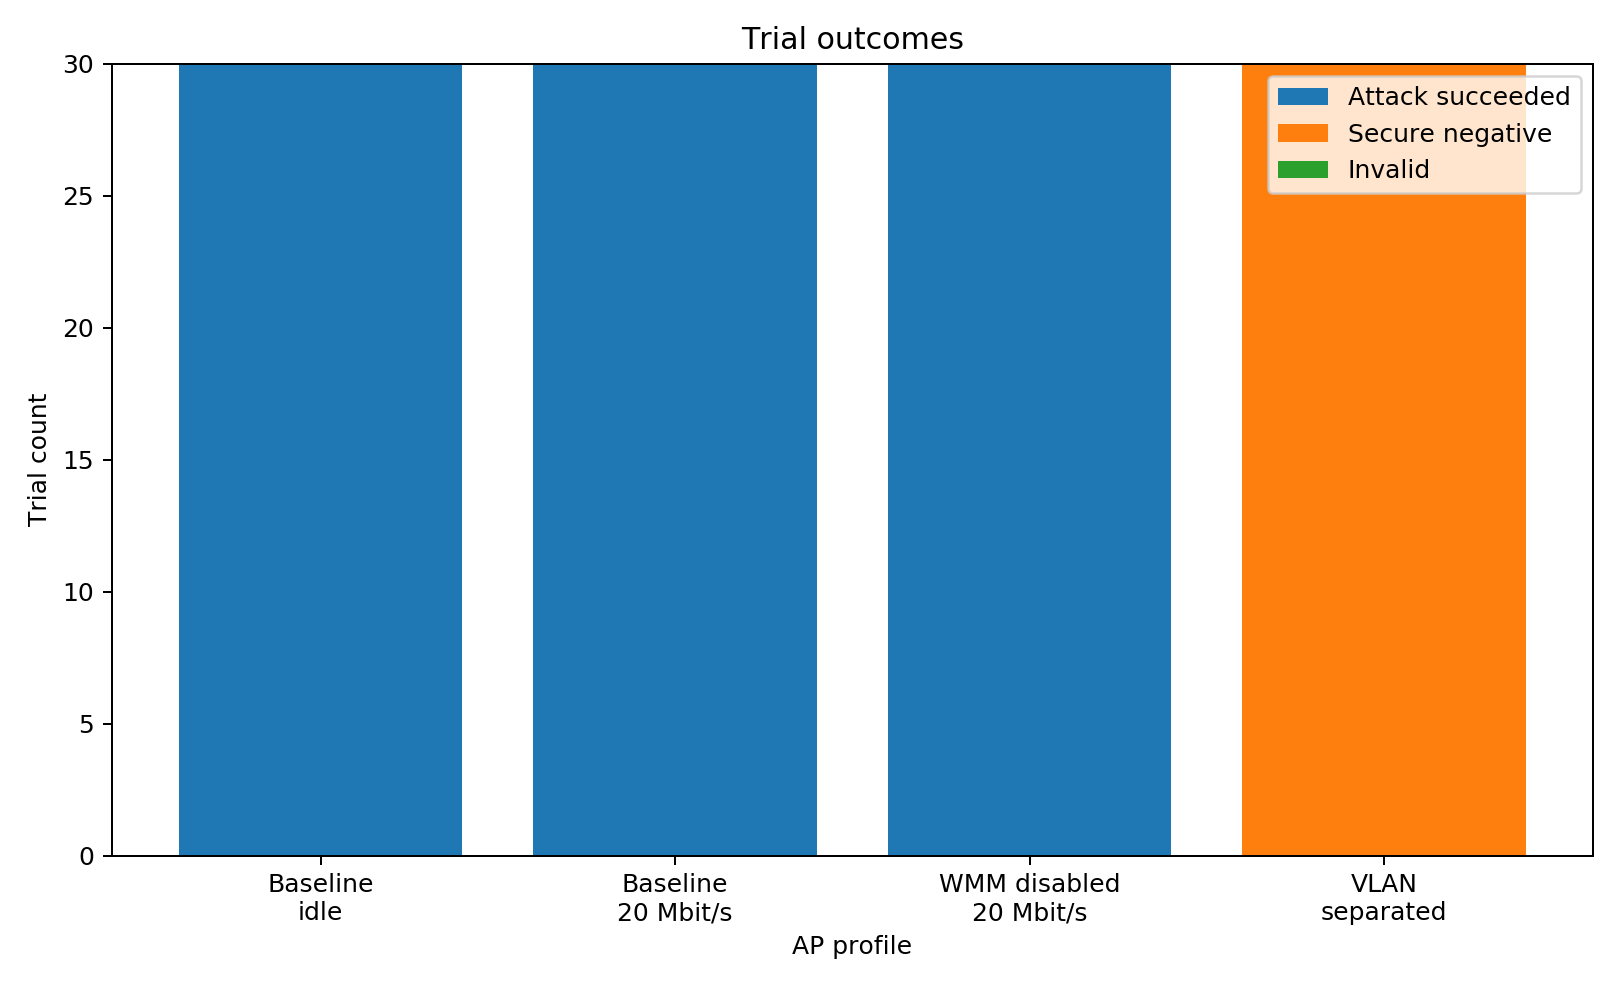 Trial outcomes
30
25
20
15
10
5
0
Trial count
Attack succeeded
Secure negative
Invalid
Baseline
idle
Baseline
20 Mbit/s
WMM disabled
20 Mbit/s
VLAN
separated
AP profile